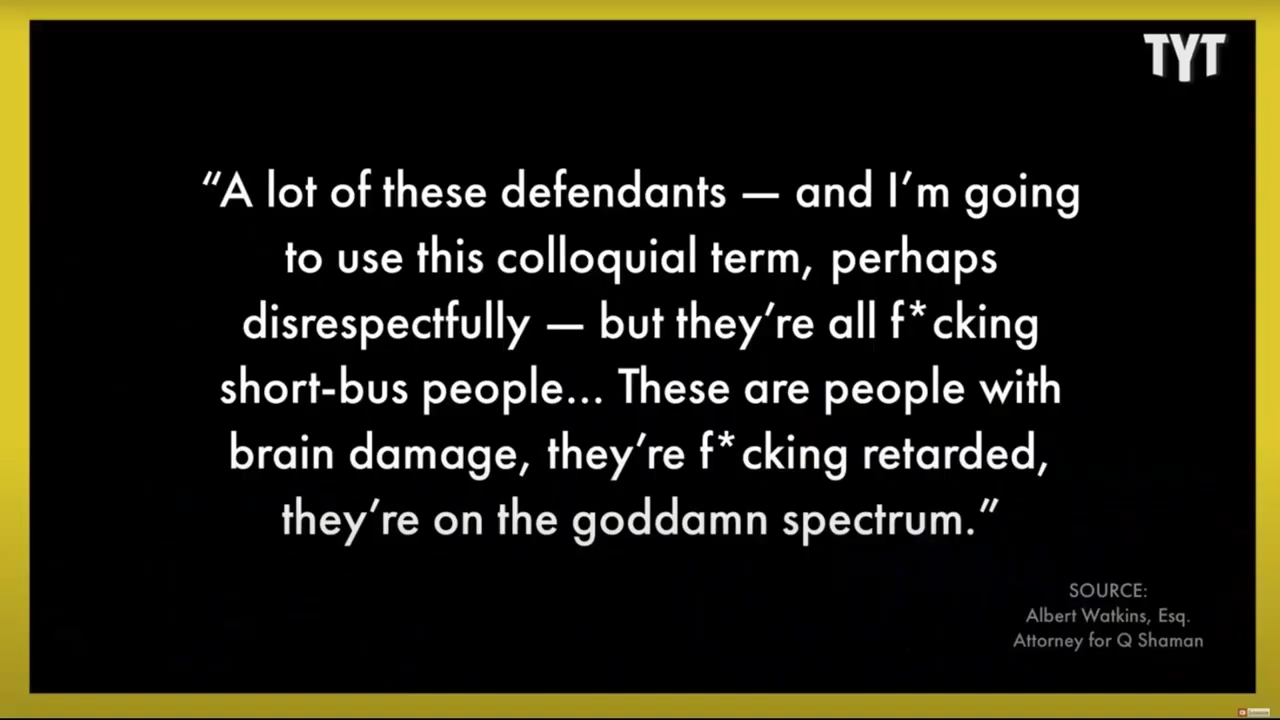 TYT
“A lot of these defendants — and I’m going
to use this colloquial term, perhaps
disrespectfully — but they’re all f*cking
short-bus people... These are people with
brain damage, they’re f*cking retarded,
they’re on the goddamn spectrum.”
SOURCE:
Albert Watkins, Esq.
Attorney for Q Shaman